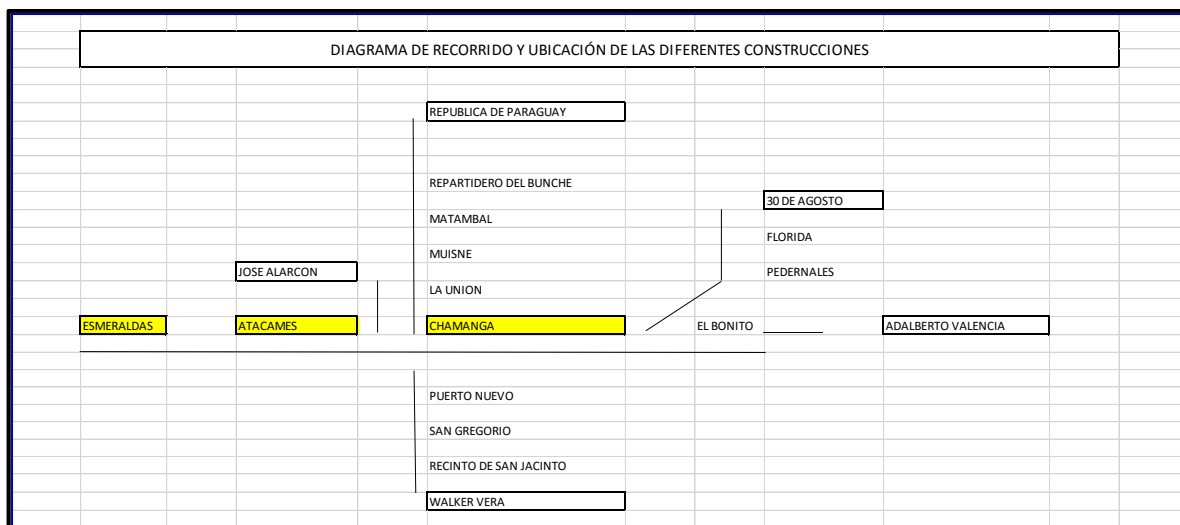 DIAGRAMA DE RECORRIDO Y UBICACIÓN DE LAS DIFERENTES CONSTRUCCIONES
REPUBLICA DE PARAGUAY
REPARTIDERO DEL BUNCHE
30 DE AGOSTO
MATAMBAL
FLORIDA
MUISNE
JOSE ALARCON
PEDERNALES
LA UNION
ESMERALDAS ATACAMES CHAMANGA EL BONITO ADALBERTO VALENCIA
PUERTO NUEVO
SAN GREGORIO
RECINTO DE SAN JACINTO
WALKER VERA